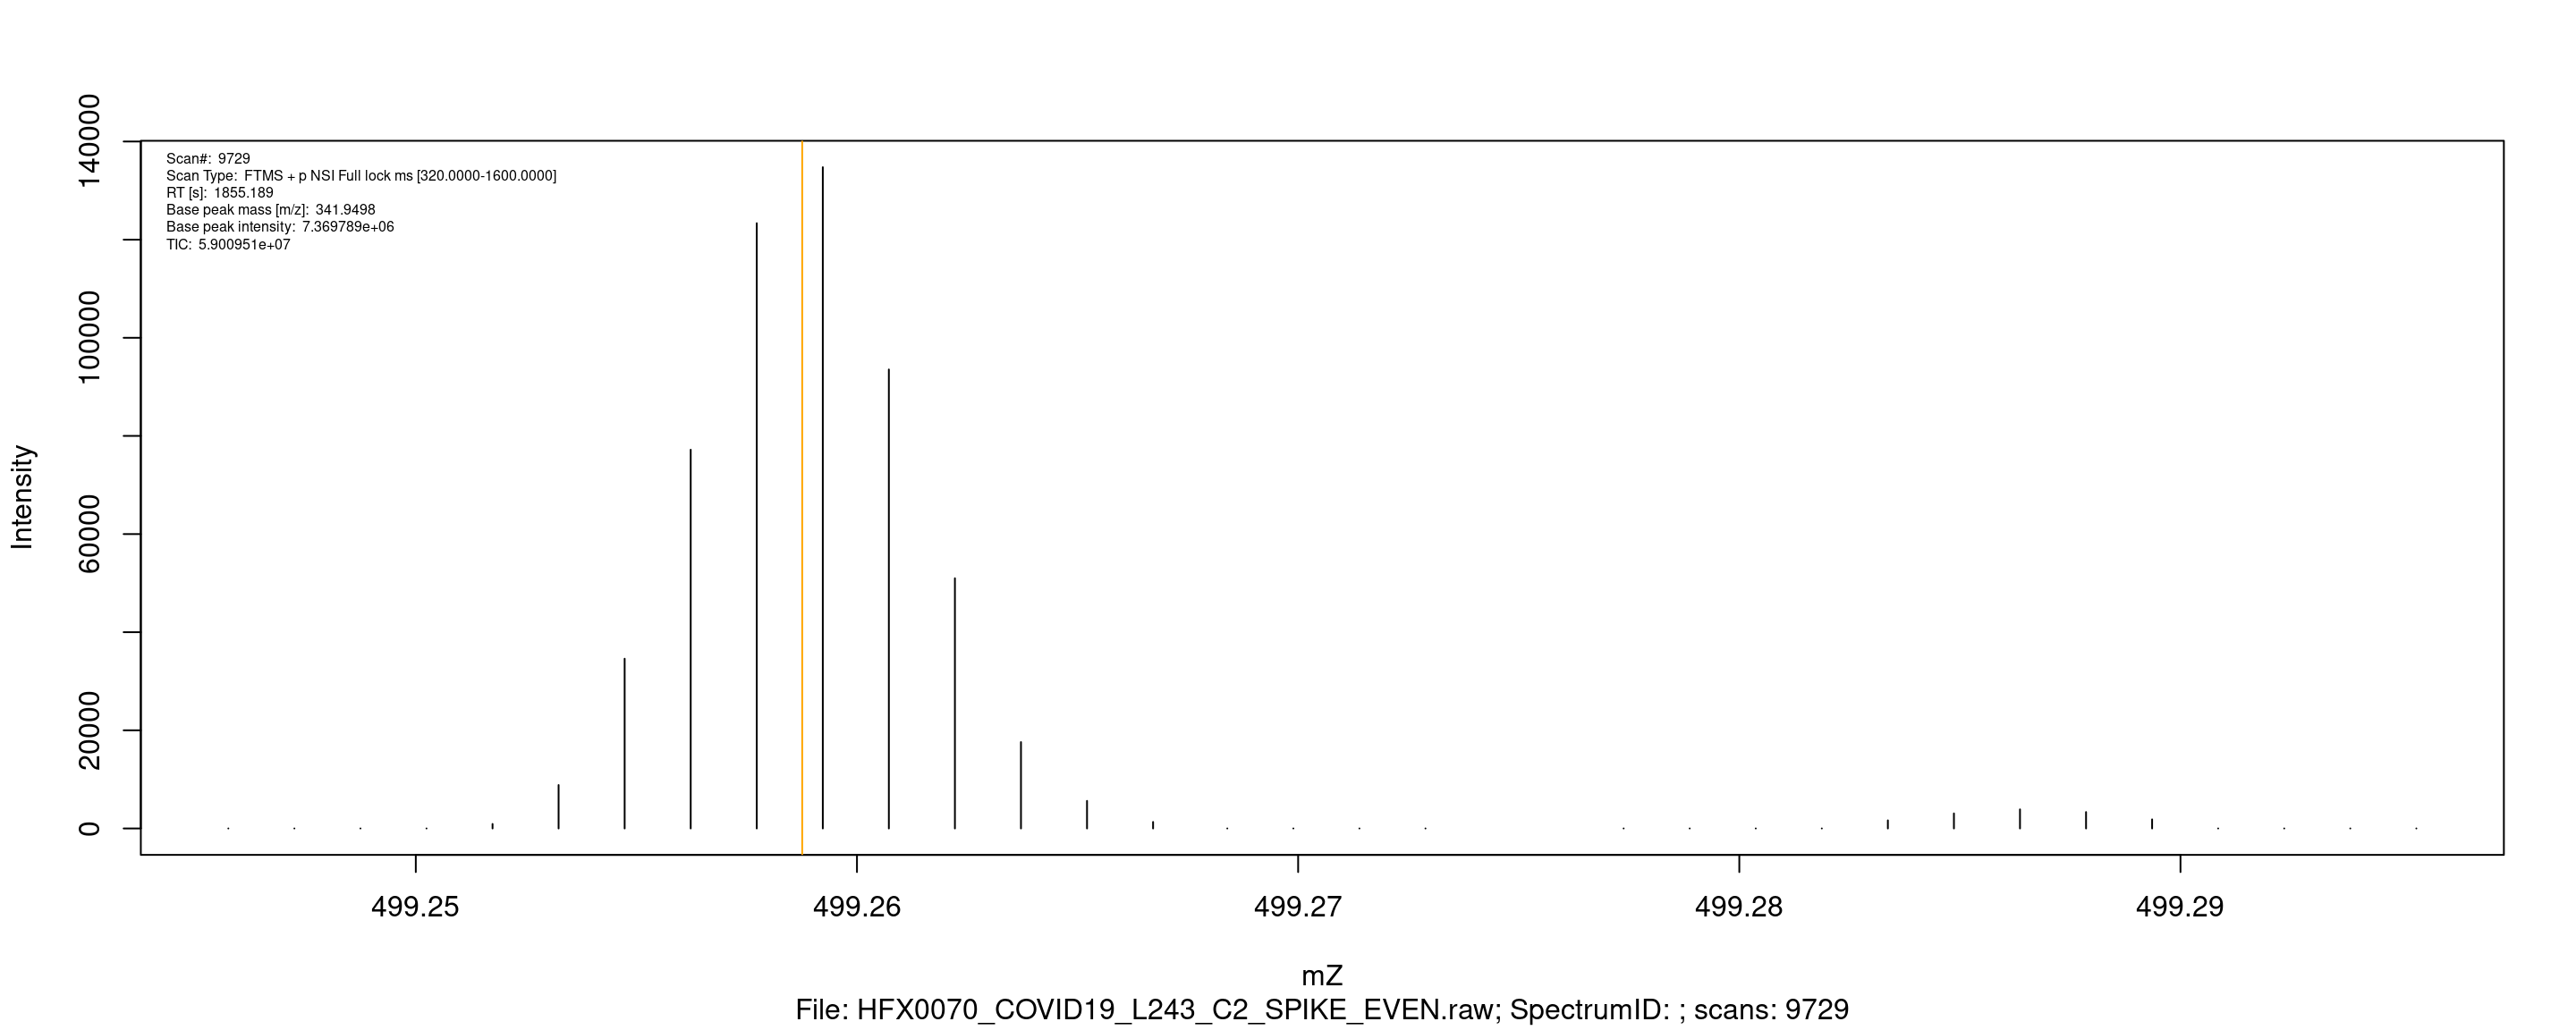 Scan#: 9729
Scan Type: FTMS + p NSI Full lock ms [320.0000-1600.0000]
RT [s]: 1855.189
Base peak mass [m/z]: 341.9498
Base peak intensity: 7.369789e+06
TIC: 5.900951e+07
Intensity
140000
100000
60000
20000
0
499.25 499.26 499.27 499.28 499.29
mZ
File: HFX0070_COVID19_L243_C2_SPIKE_EVEN.raw; SpectrumID: ; scans: 9729